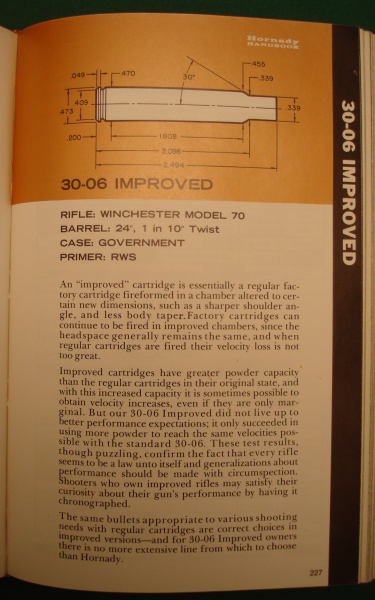 Hornady
HANDBOOK
.455
.049
.470
30°
.339
.409
.473
.339
.200
1.808
2.098
2.494
30-06 IMPROVED
30-06 IMPROVED
RIFLE: WINCHESTER MODEL 70
BARREL: 24", 1 in 10" Twist
CASE: GOVERNMENT
PRIMER: RWS
An "improved" cartridge is essentially a regular fac-
tory cartridge fireformed in a chamber altered to cer-
tain new dimensions, such as a sharper shoulder an-
gle, and less body taper. Factory cartridges can
continue to be fired in improved chambers, since the
headspace generally remains the same, and when
regular cartridges are fired their velocity loss is not
too great.
Improved cartridges have greater powder capacity
than the regular cartridges in their original state, and
with this increased capacity it is sometimes possible to
obtain velocity increases, even if they are only mar-
ginal. But our 30-06 Improved did not live up to
better performance expectations; it only succeeded in
using more powder to reach the same velocities pos-
sible with the standard 30-06. These test results,
though puzzling, confirm the fact that every rifle
seems to be a law unto itself and generalizations about
performance should be made with circumspection.
Shooters who own improved rifles may satisfy their
curiosity about their gun's performance by having it
chronographed.
The same bullets appropriate to various shooting
needs with regular cartridges are correct choices in
improved versions—and for 30-06 Improved owners
there is no more extensive line from which to choose
than Hornady.
227